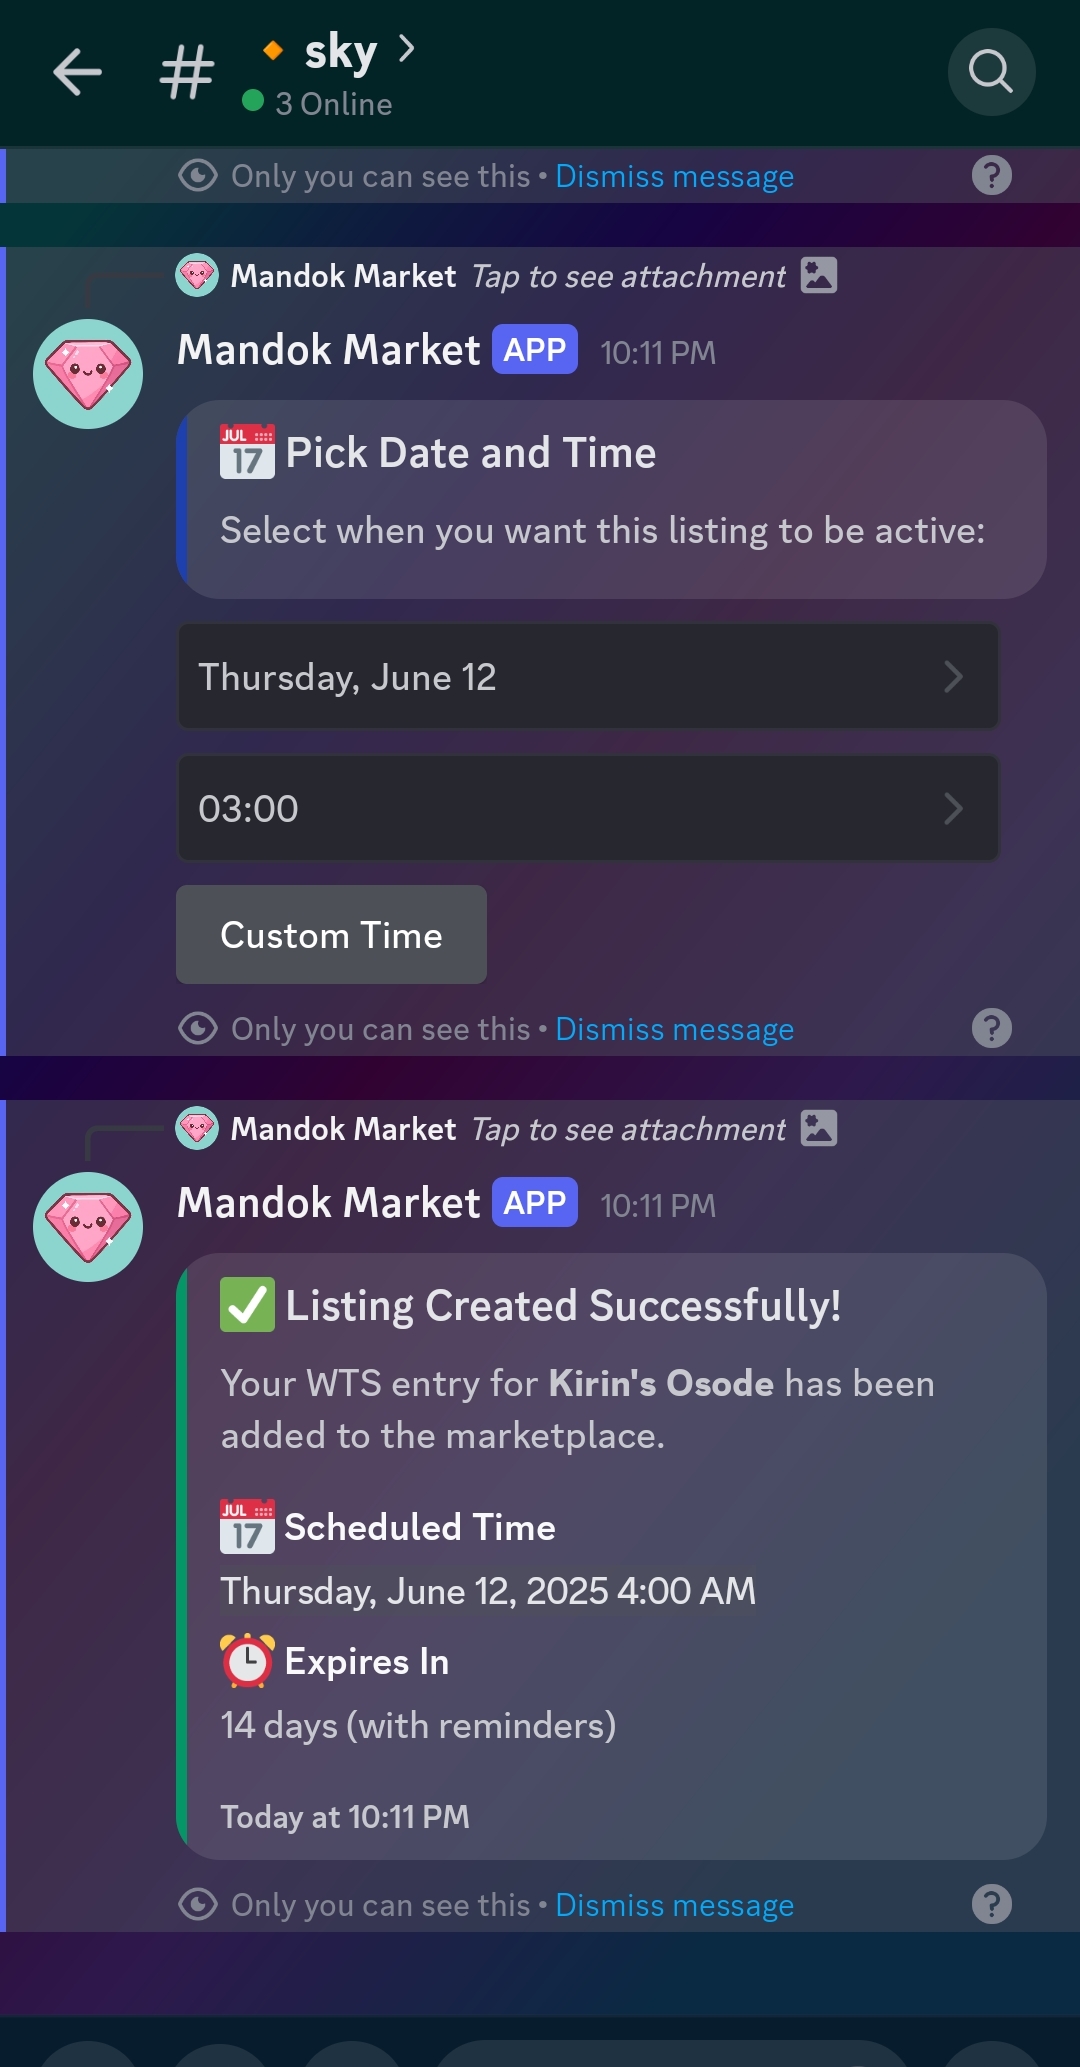 🔸 sky
3 Online
Only you can see this • Dismiss message
Mandok Market Tap to see attachment
Mandok Market APP 10:11 PM
JUL 17 Pick Date and Time
Select when you want this listing to be active:
Thursday, June 12
03:00
Custom Time
Only you can see this • Dismiss message
Mandok Market Tap to see attachment
Mandok Market APP 10:11 PM
✅ Listing Created Successfully!
Your WTS entry for Kirin's Osode has been
added to the marketplace.
JUL 17 Scheduled Time
Thursday, June 12, 2025 4:00 AM
⏰ Expires In
14 days (with reminders)
Today at 10:11 PM
Only you can see this • Dismiss message